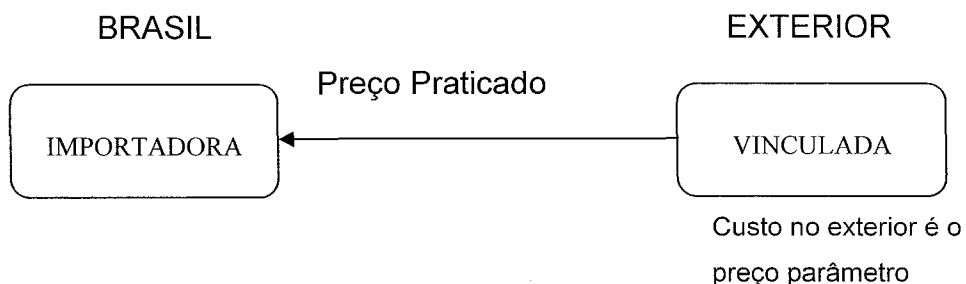 BRASIL
EXTERIOR
Preço Praticado
IMPORTADORA
VINCULADA
Custo no exterior é o
preço parâmetro